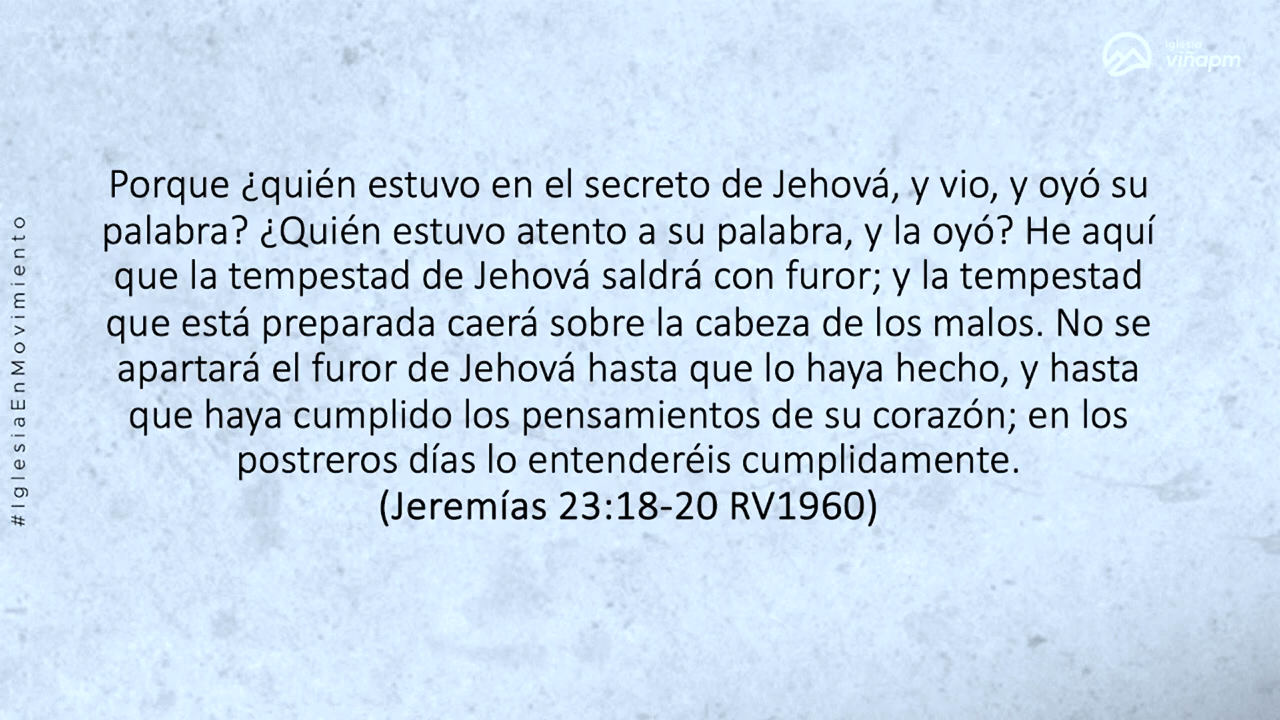 iglesia
viñapm
Porque ¿quién estuvo en el secreto de Jehová, y vio, y oyó su
palabra? ¿Quién estuvo atento a su palabra, y la oyó? He aquí
que la tempestad de Jehová saldrá con furor; y la tempestad
que está preparada caerá sobre la cabeza de los malos. No se
apartará el furor de Jehová hasta que lo haya hecho, y hasta
que haya cumplido los pensamientos de su corazón; en los
postreros días lo entenderéis cumplidamente.
(Jeremías 23:18-20 RV1960)
#IglesiaEnMovimiento